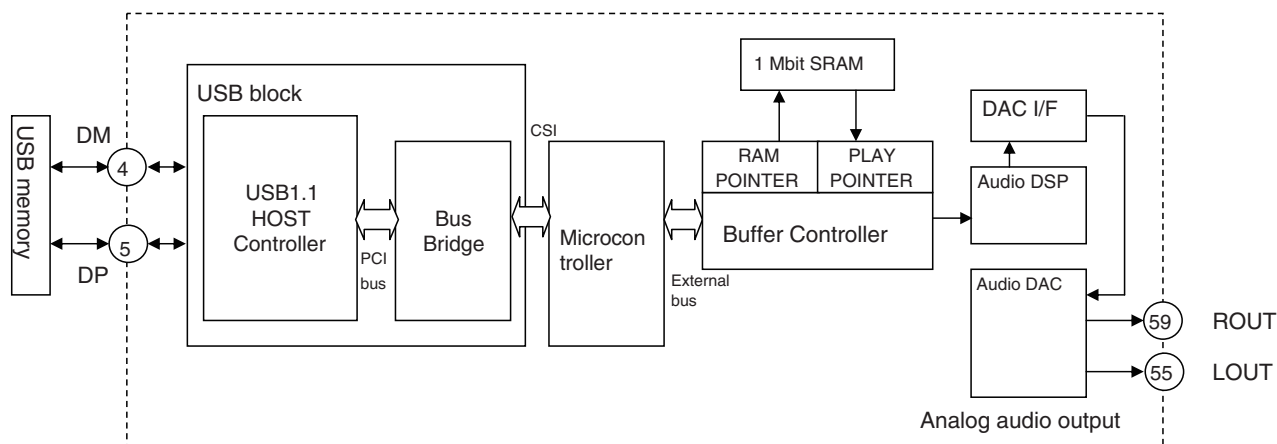 USB memory
DM
4
5
DP
USB block
USB1.1
HOST
Controller
PCI
bus
Bus
Bridge
CSI
Microcon
troller
External
bus
1 Mbit SRAM
RAM
POINTER
PLAY
POINTER
Buffer Controller
DAC I/F
Audio DSP
Audio DAC
59
ROUT
55
LOUT
Analog audio output